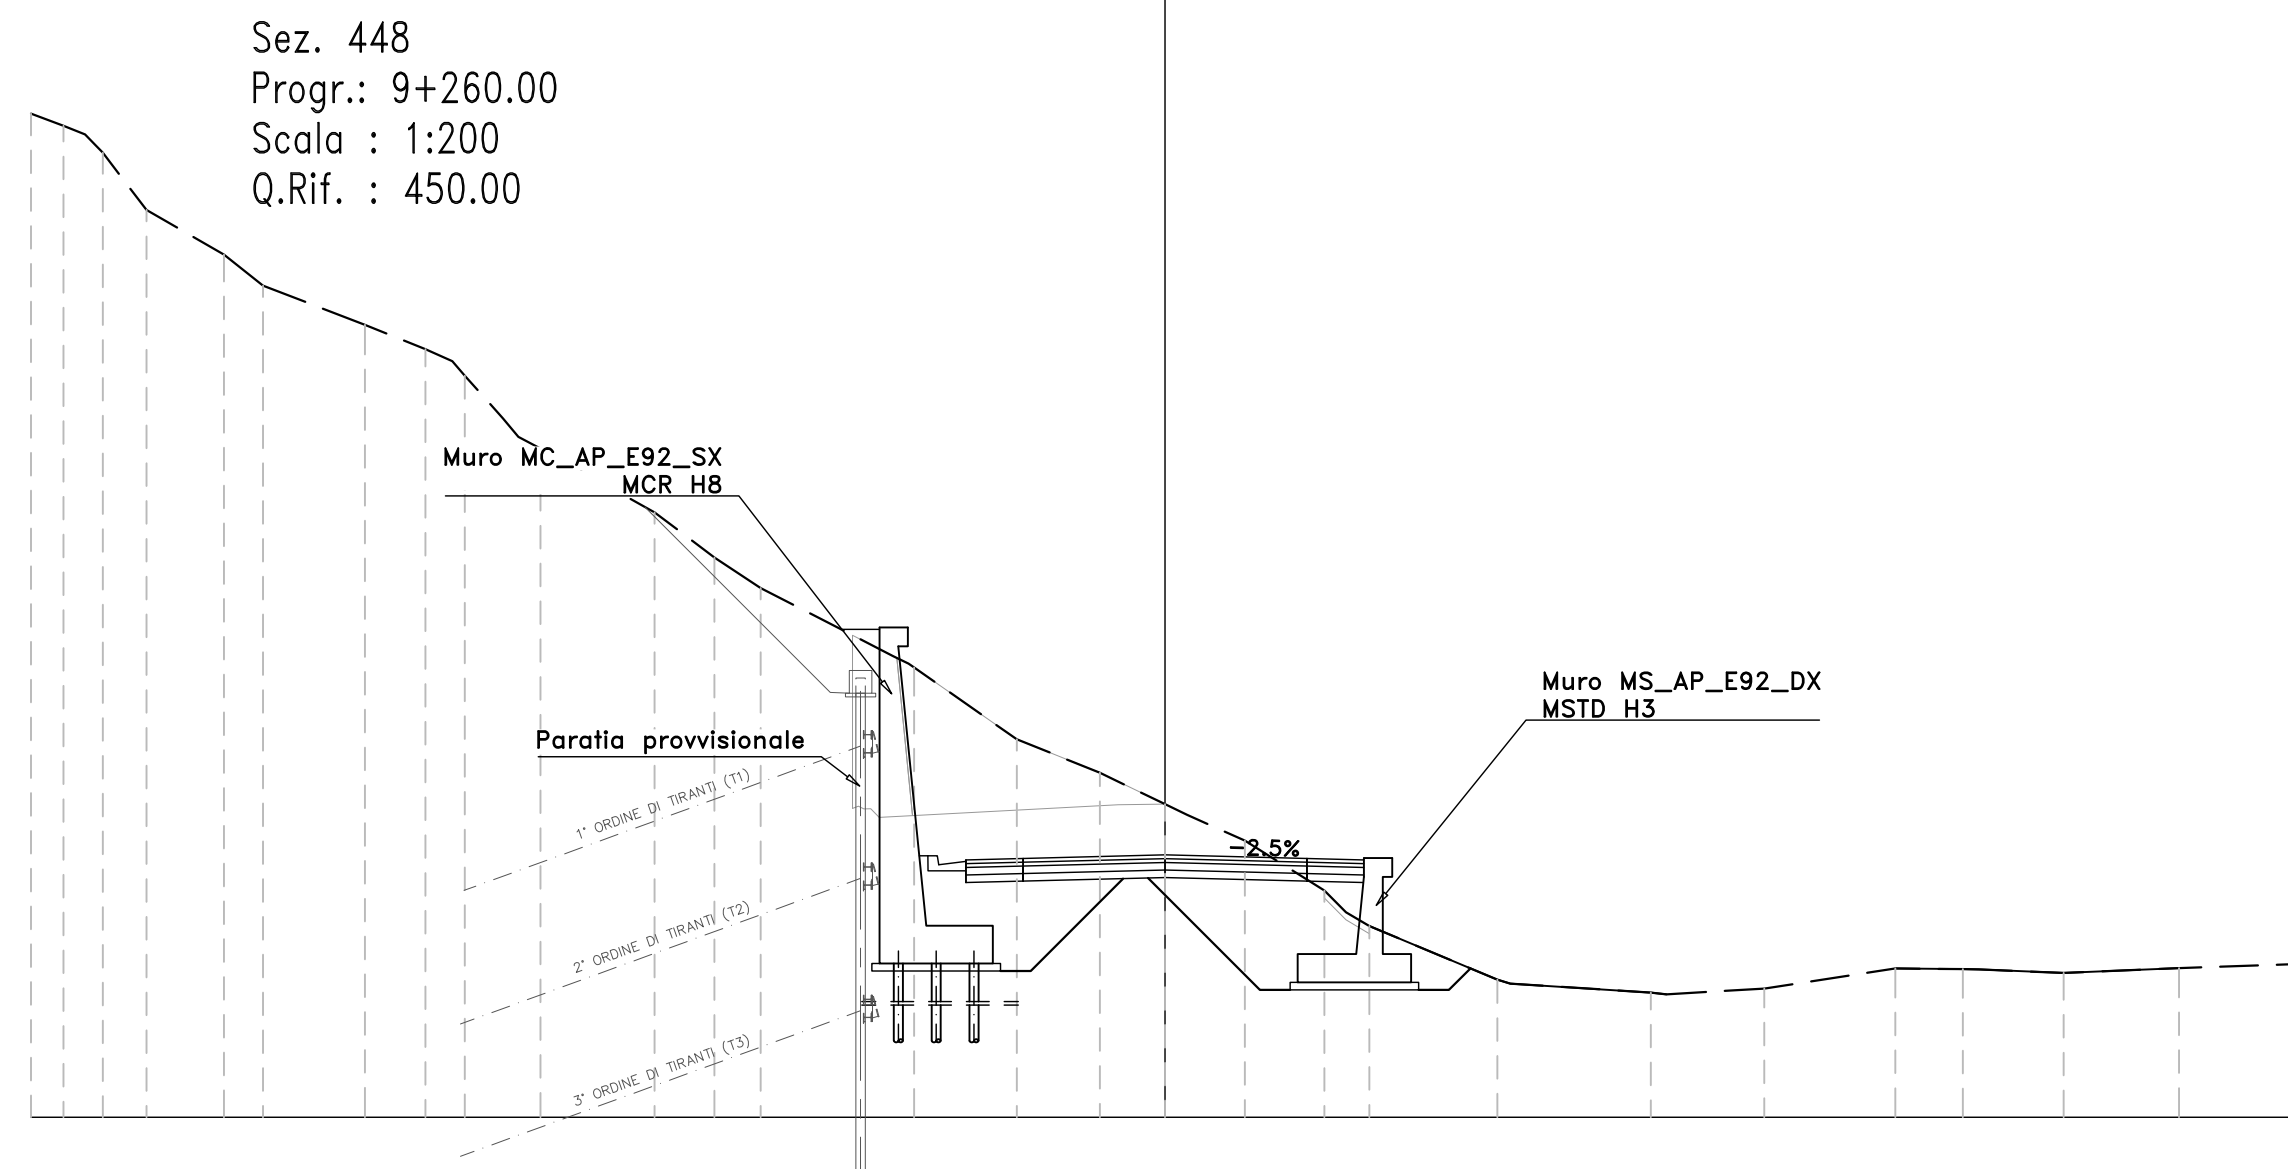 Sez. 448
Progr.: 9+260.00
Scala : 1:200
Q.Rif. : 450.00
Muro MC_AP_E92_SX
MCR H8
Muro MS_AP_E92_DX
MSTD H3
Paratia provvisionale
1° ORDINE DI TIRANTI (T1)
-2.5%
2° ORDINE DI TIRANTI (T2)
3° ORDINE DI TIRANTI (T3)